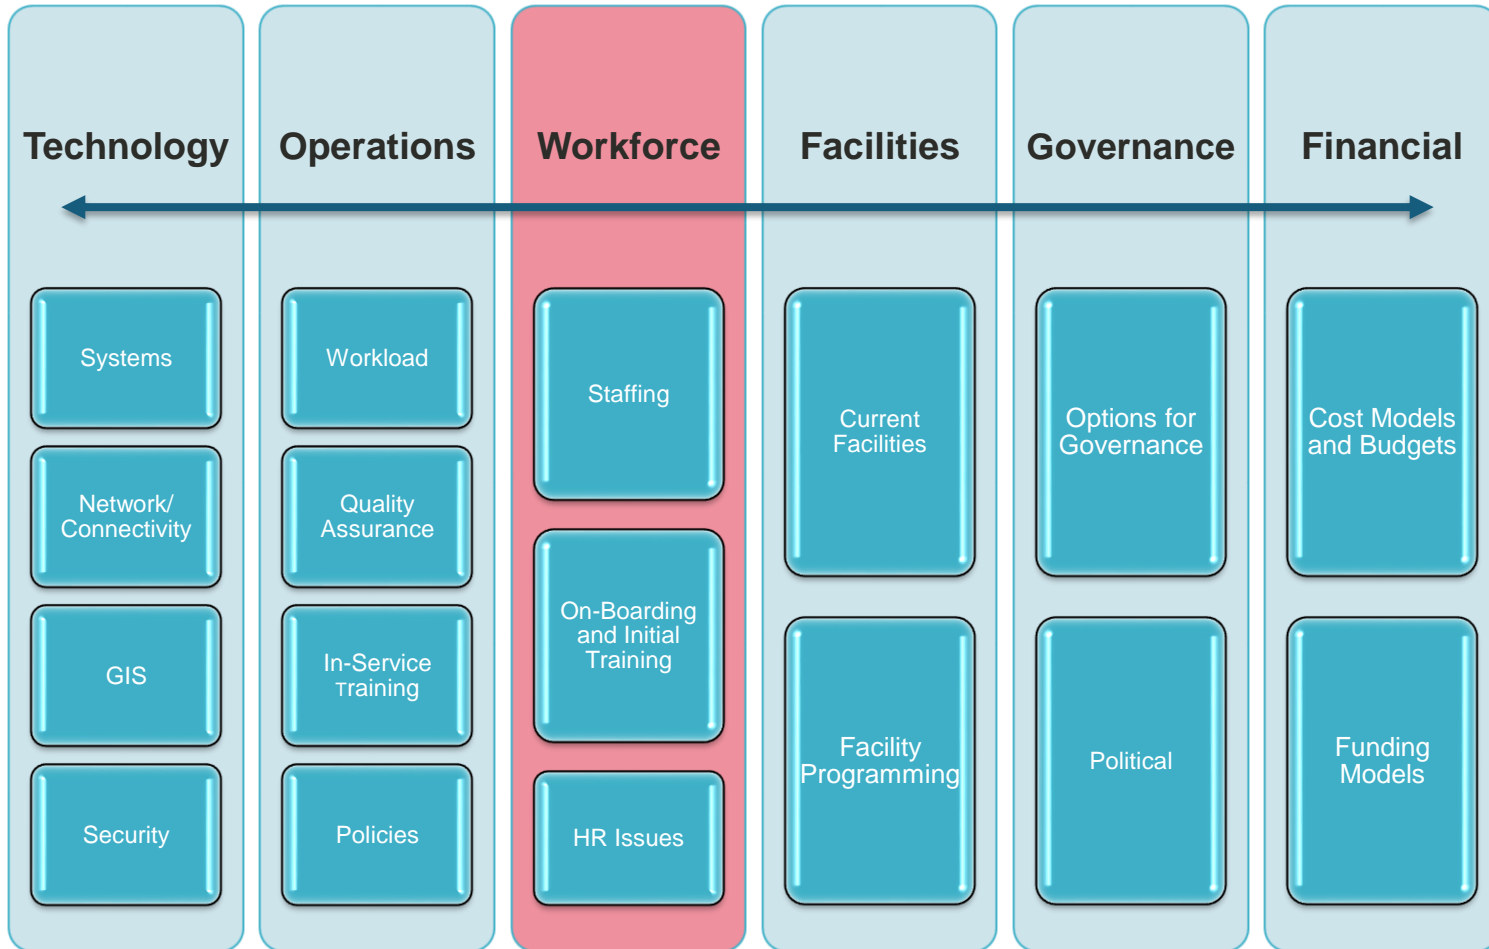 Technology
Operations
Workforce
Facilities
Governance
Financial
Systems
Network/
Connectivity
GIS
Security
Workload
Quality
Assurance
In-Service
Training
Policies
Staffing
On-Boarding
and Initial
Training
HR Issues
Current
Facilities
Facility
Programming
Options for
Governance
Political
Cost Models
and Budgets
Funding
Models